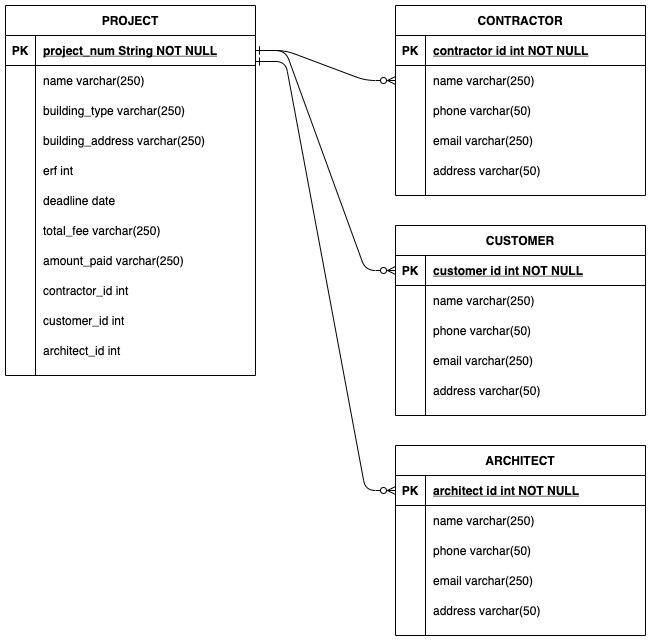 PROJECT
PK project_num String NOT NULL
name varchar(250)
building_type varchar(250)
building_address varchar(250)
erf int
deadline date
total_fee varchar(250)
amount_paid varchar(250)
contractor_id int
customer_id int
architect_id int
CONTRACTOR
PK contractor id int NOT NULL
name varchar(250)
phone varchar(50)
email varchar(250)
address varchar(50)
CUSTOMER
PK customer id int NOT NULL
name varchar(250)
phone varchar(50)
email varchar(250)
address varchar(50)
ARCHITECT
PK architect id int NOT NULL
name varchar(250)
phone varchar(50)
email varchar(250)
address varchar(50)